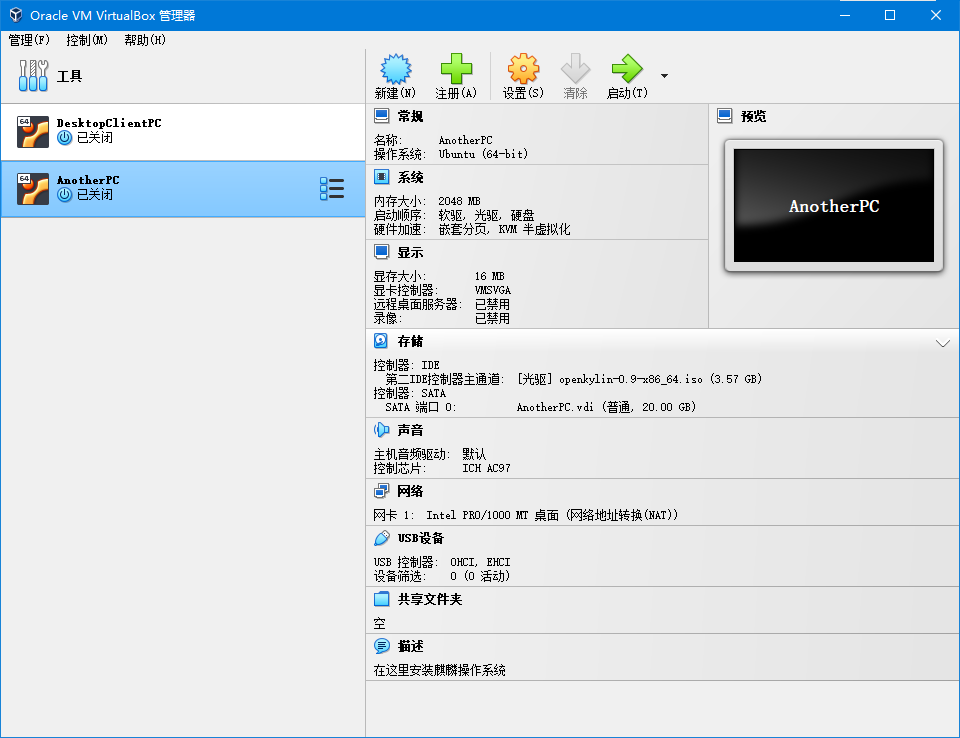 Oracle VM VirtualBox 管理器
管理(F) 控制(M) 帮助(H)
工具
新建(N) 注册(A) 设置(S) 清除 启动(T)
64
DesktopClientPC
已关闭
64
AnotherPC
已关闭
常规
名称: AnotherPC
操作系统: Ubuntu (64-bit)
系统
内存大小: 2048 MB
启动顺序: 软驱, 光驱, 硬盘
硬件加速: 嵌套分页, KVM 半虚拟化
显示
显存大小: 16 MB
显卡控制器: VMSVGA
远程桌面服务器: 已禁用
录像: 已禁用
预览
AnotherPC
存储
控制器: IDE
第二IDE控制器主通道: [光驱] openkylin-0.9-x86_64.iso (3.57 GB)
控制器: SATA
SATA 端口 0: AnotherPC.vdi (普通, 20.00 GB)
声音
主机音频驱动: 默认
控制芯片: ICH AC97
网络
网卡 1: Intel PRO/1000 MT 桌面 (网络地址转换(NAT))
USB设备
USB 控制器: OHCI, EHCI
设备筛选: 0 (0 活动)
共享文件夹
空
描述
在这里安装麒麟操作系统